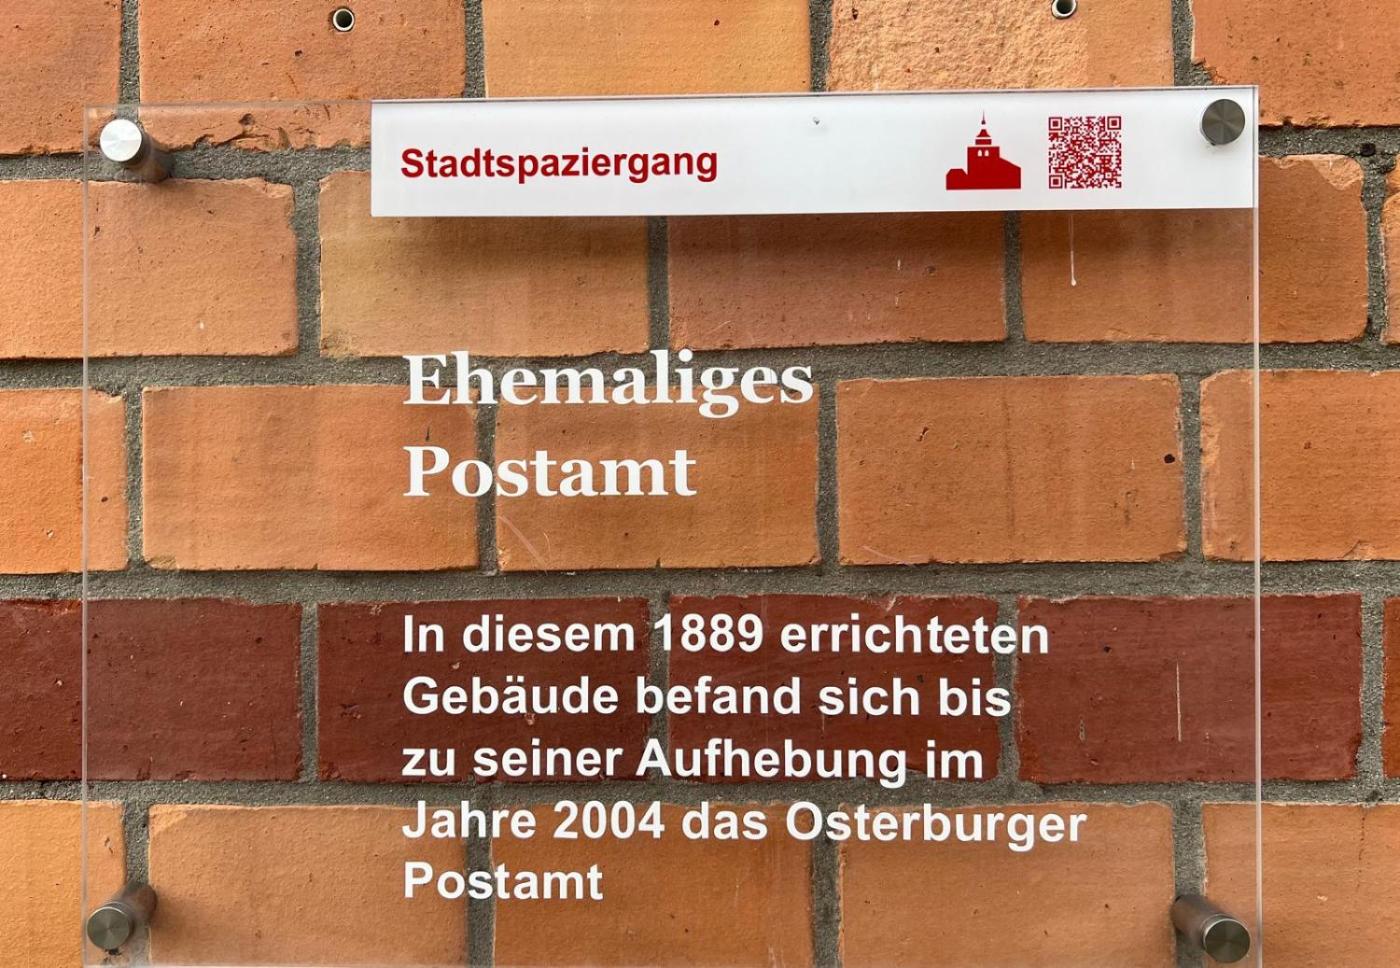 Stadtspaziergang
Ehemaliges
Postamt
In diesem 1889 errichteten
Gebäude befand sich bis
zu seiner Aufhebung im
Jahre 2004 das Osterburger
Postamt